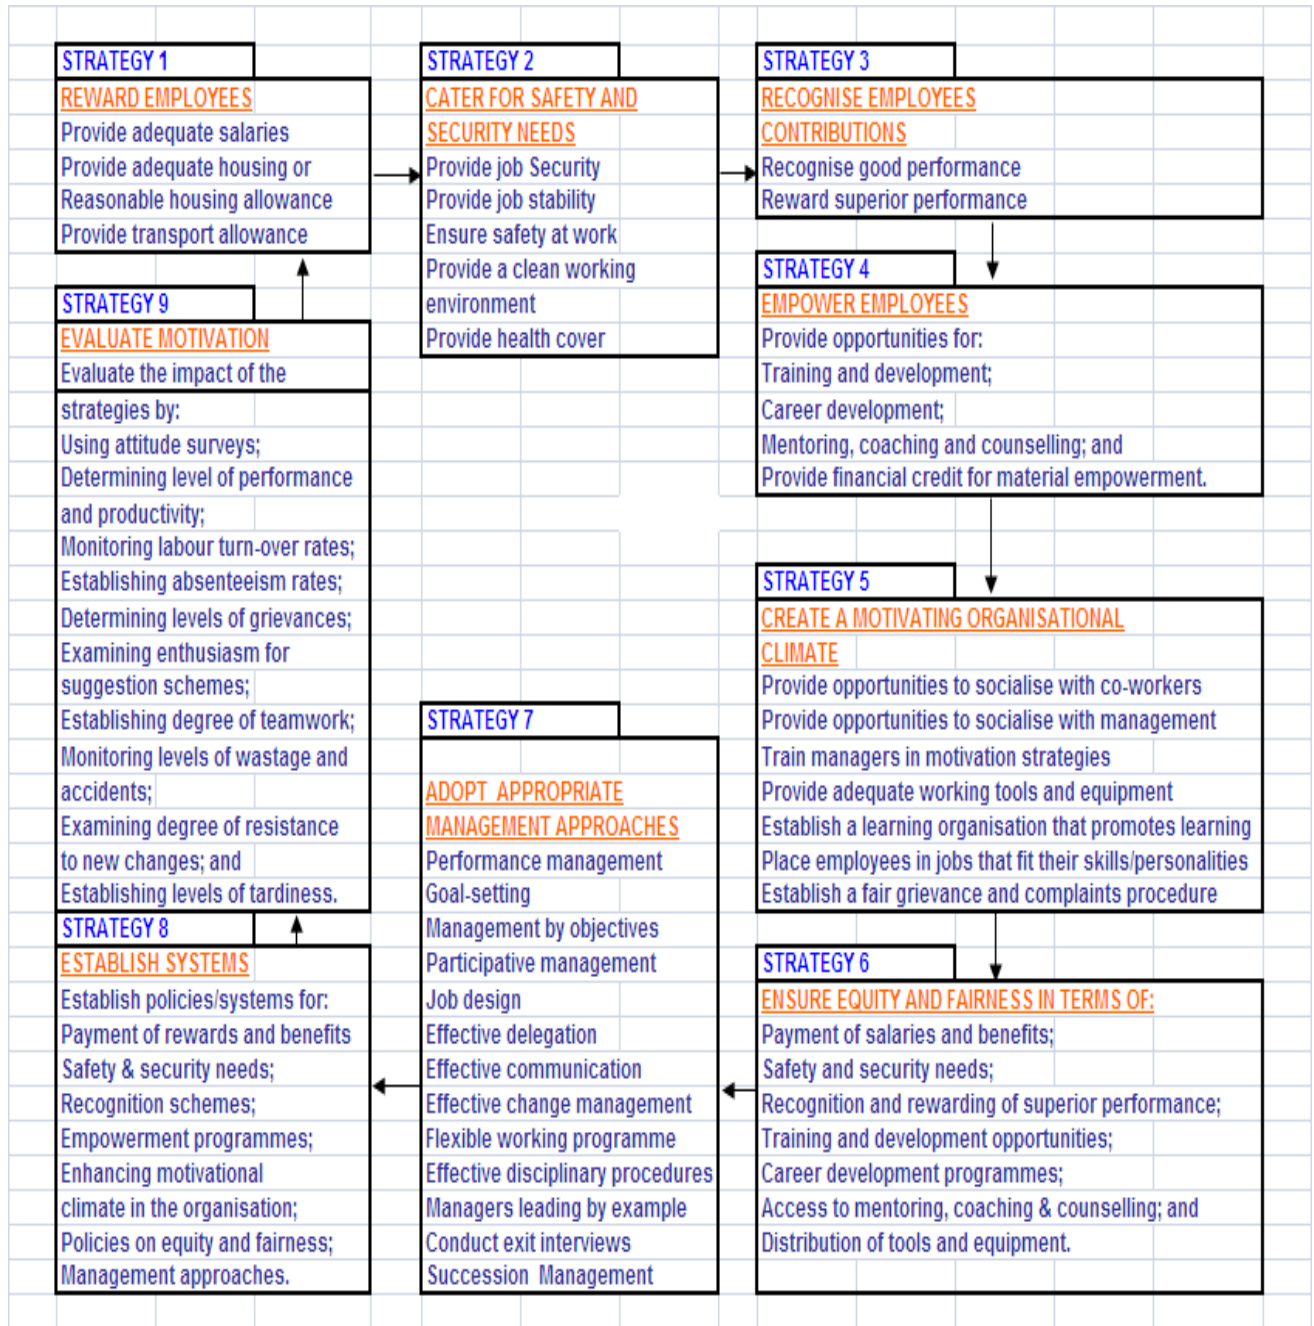 STRATEGY 1
REWARD EMPLOYEES
Provide adequate salaries
Provide adequate housing or
Reasonable housing allowance
Provide transport allowance
STRATEGY 2
CATER FOR SAFETY AND
SECURITY NEEDS
Provide job Security
Provide job stability
Ensure safety at work
Provide a clean working
environment
Provide health cover
STRATEGY 3
RECOGNISE EMPLOYEES
CONTRIBUTIONS
Recognise good performance
Reward superior performance
STRATEGY 4
EMPOWER EMPLOYEES
Provide opportunities for:
Training and development;
Career development;
Mentoring, coaching and counselling; and
Provide financial credit for material empowerment.
STRATEGY 5
CREATE A MOTIVATING ORGANISATIONAL
CLIMATE
Provide opportunities to socialise with co-workers
Provide opportunities to socialise with management
Train managers in motivation strategies
Provide adequate working tools and equipment
Establish a learning organisation that promotes learning
Place employees in jobs that fit their skills/personalities
Establish a fair grievance and complaints procedure
STRATEGY 6
ENSURE EQUITY AND FAIRNESS IN TERMS OF:
Payment of salaries and benefits;
Safety and security needs;
Recognition and rewarding of superior performance;
Training and development opportunities;
Career development programmes;
Access to mentoring, coaching & counselling; and
Distribution of tools and equipment.
STRATEGY 7
ADOPT APPROPRIATE
MANAGEMENT APPROACHES
Performance management
Goal-setting
Management by objectives
Participative management
Job design
Effective delegation
Effective communication
Effective change management
Flexible working programme
Effective disciplinary procedures
Managers leading by example
Conduct exit interviews
Succession Management
STRATEGY 8
ESTABLISH SYSTEMS
Establish policies/systems for:
Payment of rewards and benefits
Safety & security needs;
Recognition schemes;
Empowerment programmes;
Enhancing motivational
climate in the organisation;
Policies on equity and fairness;
Management approaches.
STRATEGY 9
EVALUATE MOTIVATION
Evaluate the impact of the
strategies by:
Using attitude surveys;
Determining level of performance
and productivity;
Monitoring labour turn-over rates;
Establishing absenteeism rates;
Determining levels of grievances;
Examining enthusiasm for
suggestion schemes;
Establishing degree of teamwork;
Monitoring levels of wastage and
accidents;
Examining degree of resistance
to new changes; and
Establishing levels of tardiness.